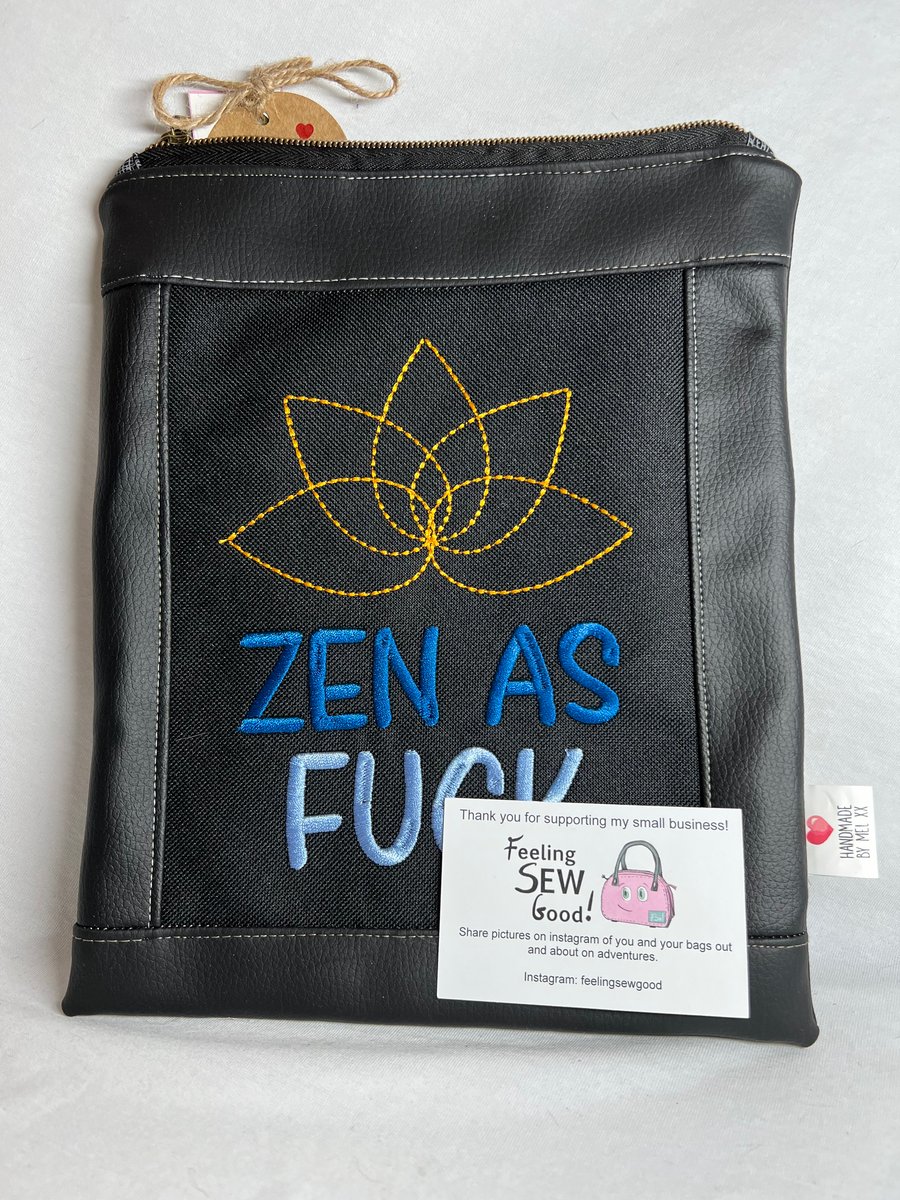 ZEN AS
FUCK
Thank you for supporting my small business!
Feeling
SEW
Good!
Share pictures on instagram of you and your bags out
and about on adventures.
Instagram: feelingsewgood
HANDMADE
BY MEL XX